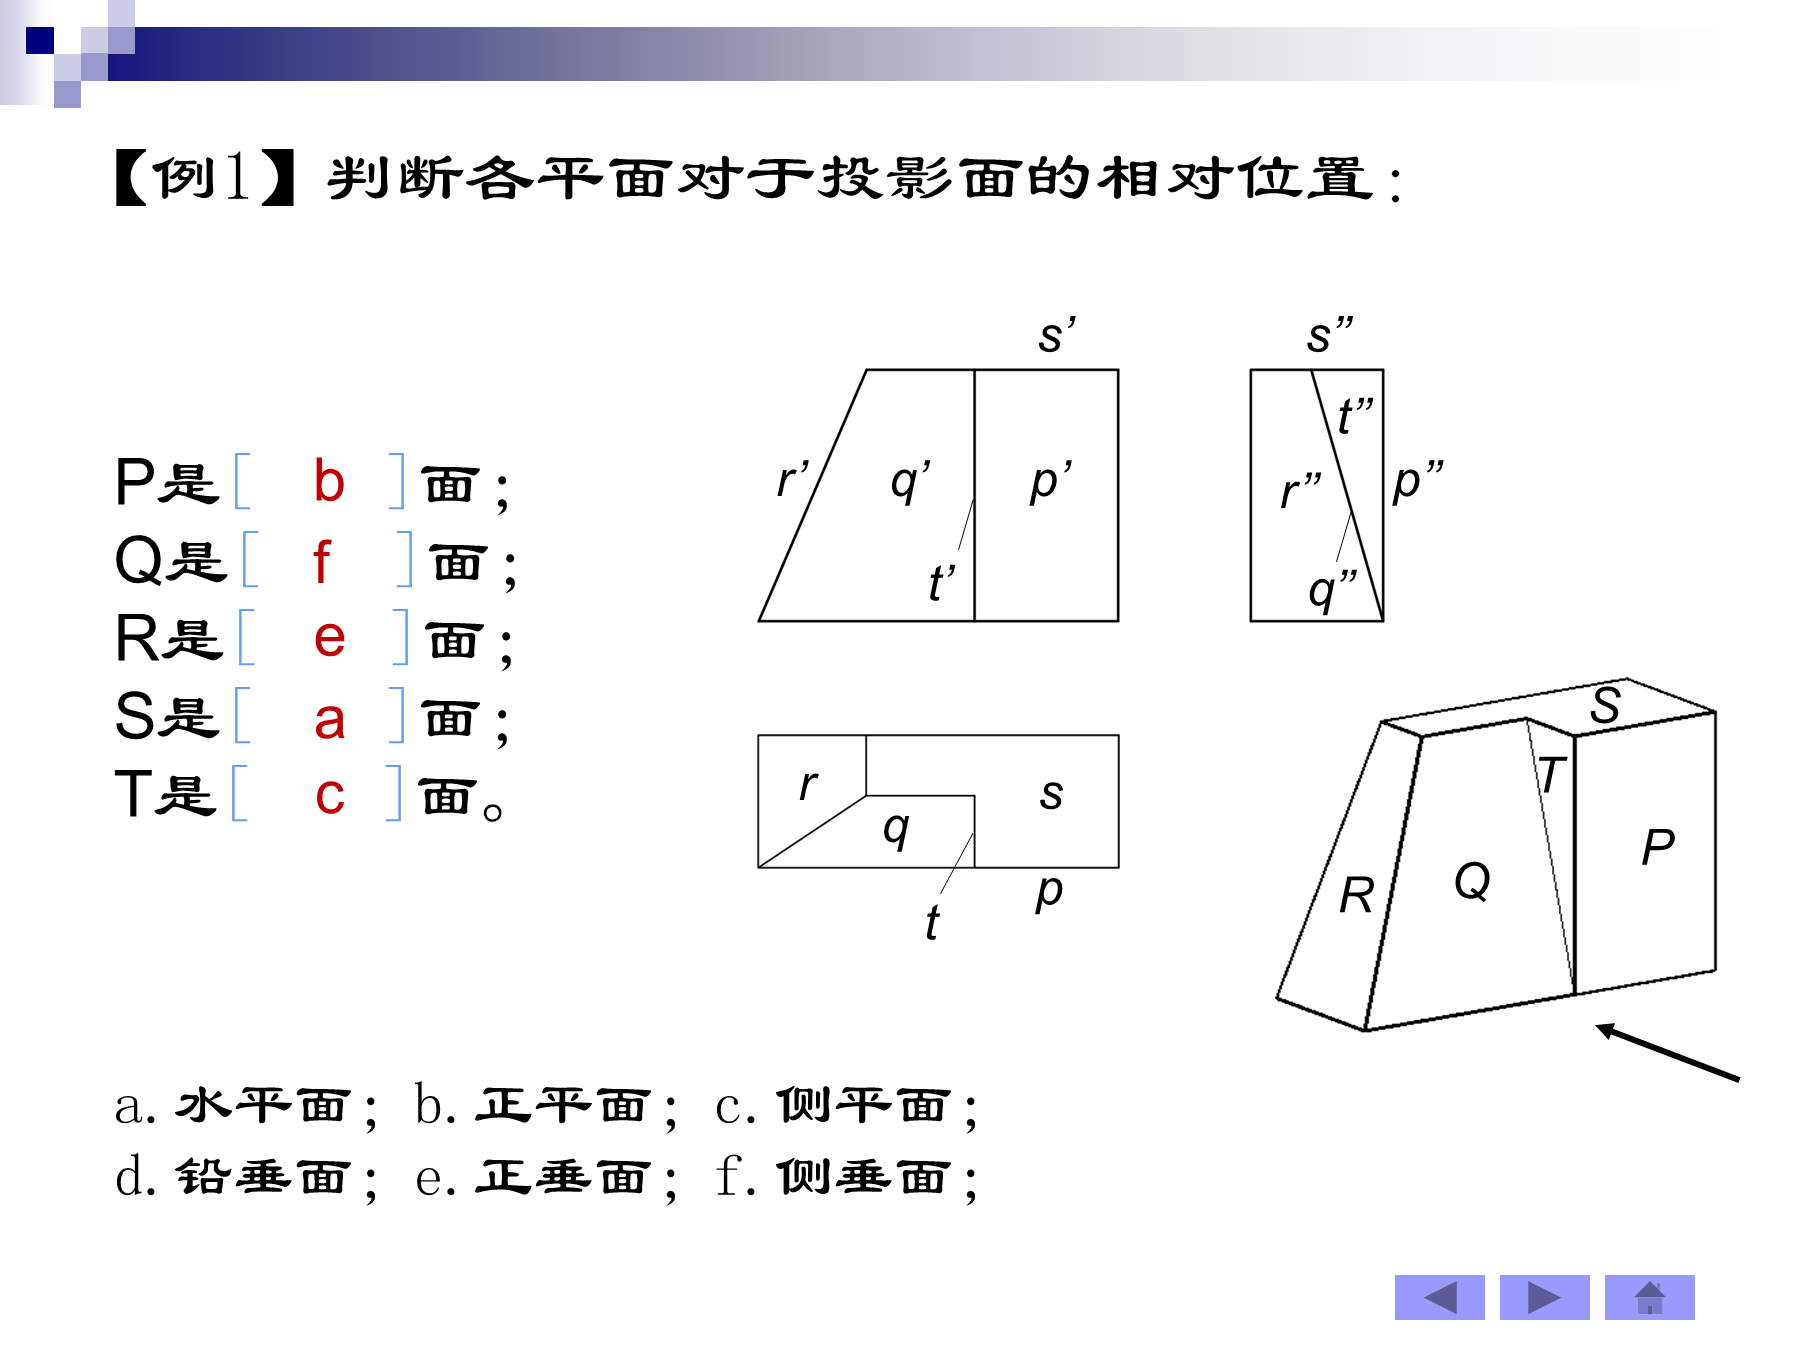 【例1】判断各平面对于投影面的相对位置：
P是[ b ]面；
Q是[ f ]面；
R是[ e ]面；
S是[ a ]面；
T是[ c ]面。
s’
r’ q’ p’
t’
s”
t”
r” p”
q”
r s
q
p
t
S
T
P
Q
R
a.水平面；b.正平面；c.侧平面；
d.铅垂面；e.正垂面；f.侧垂面；